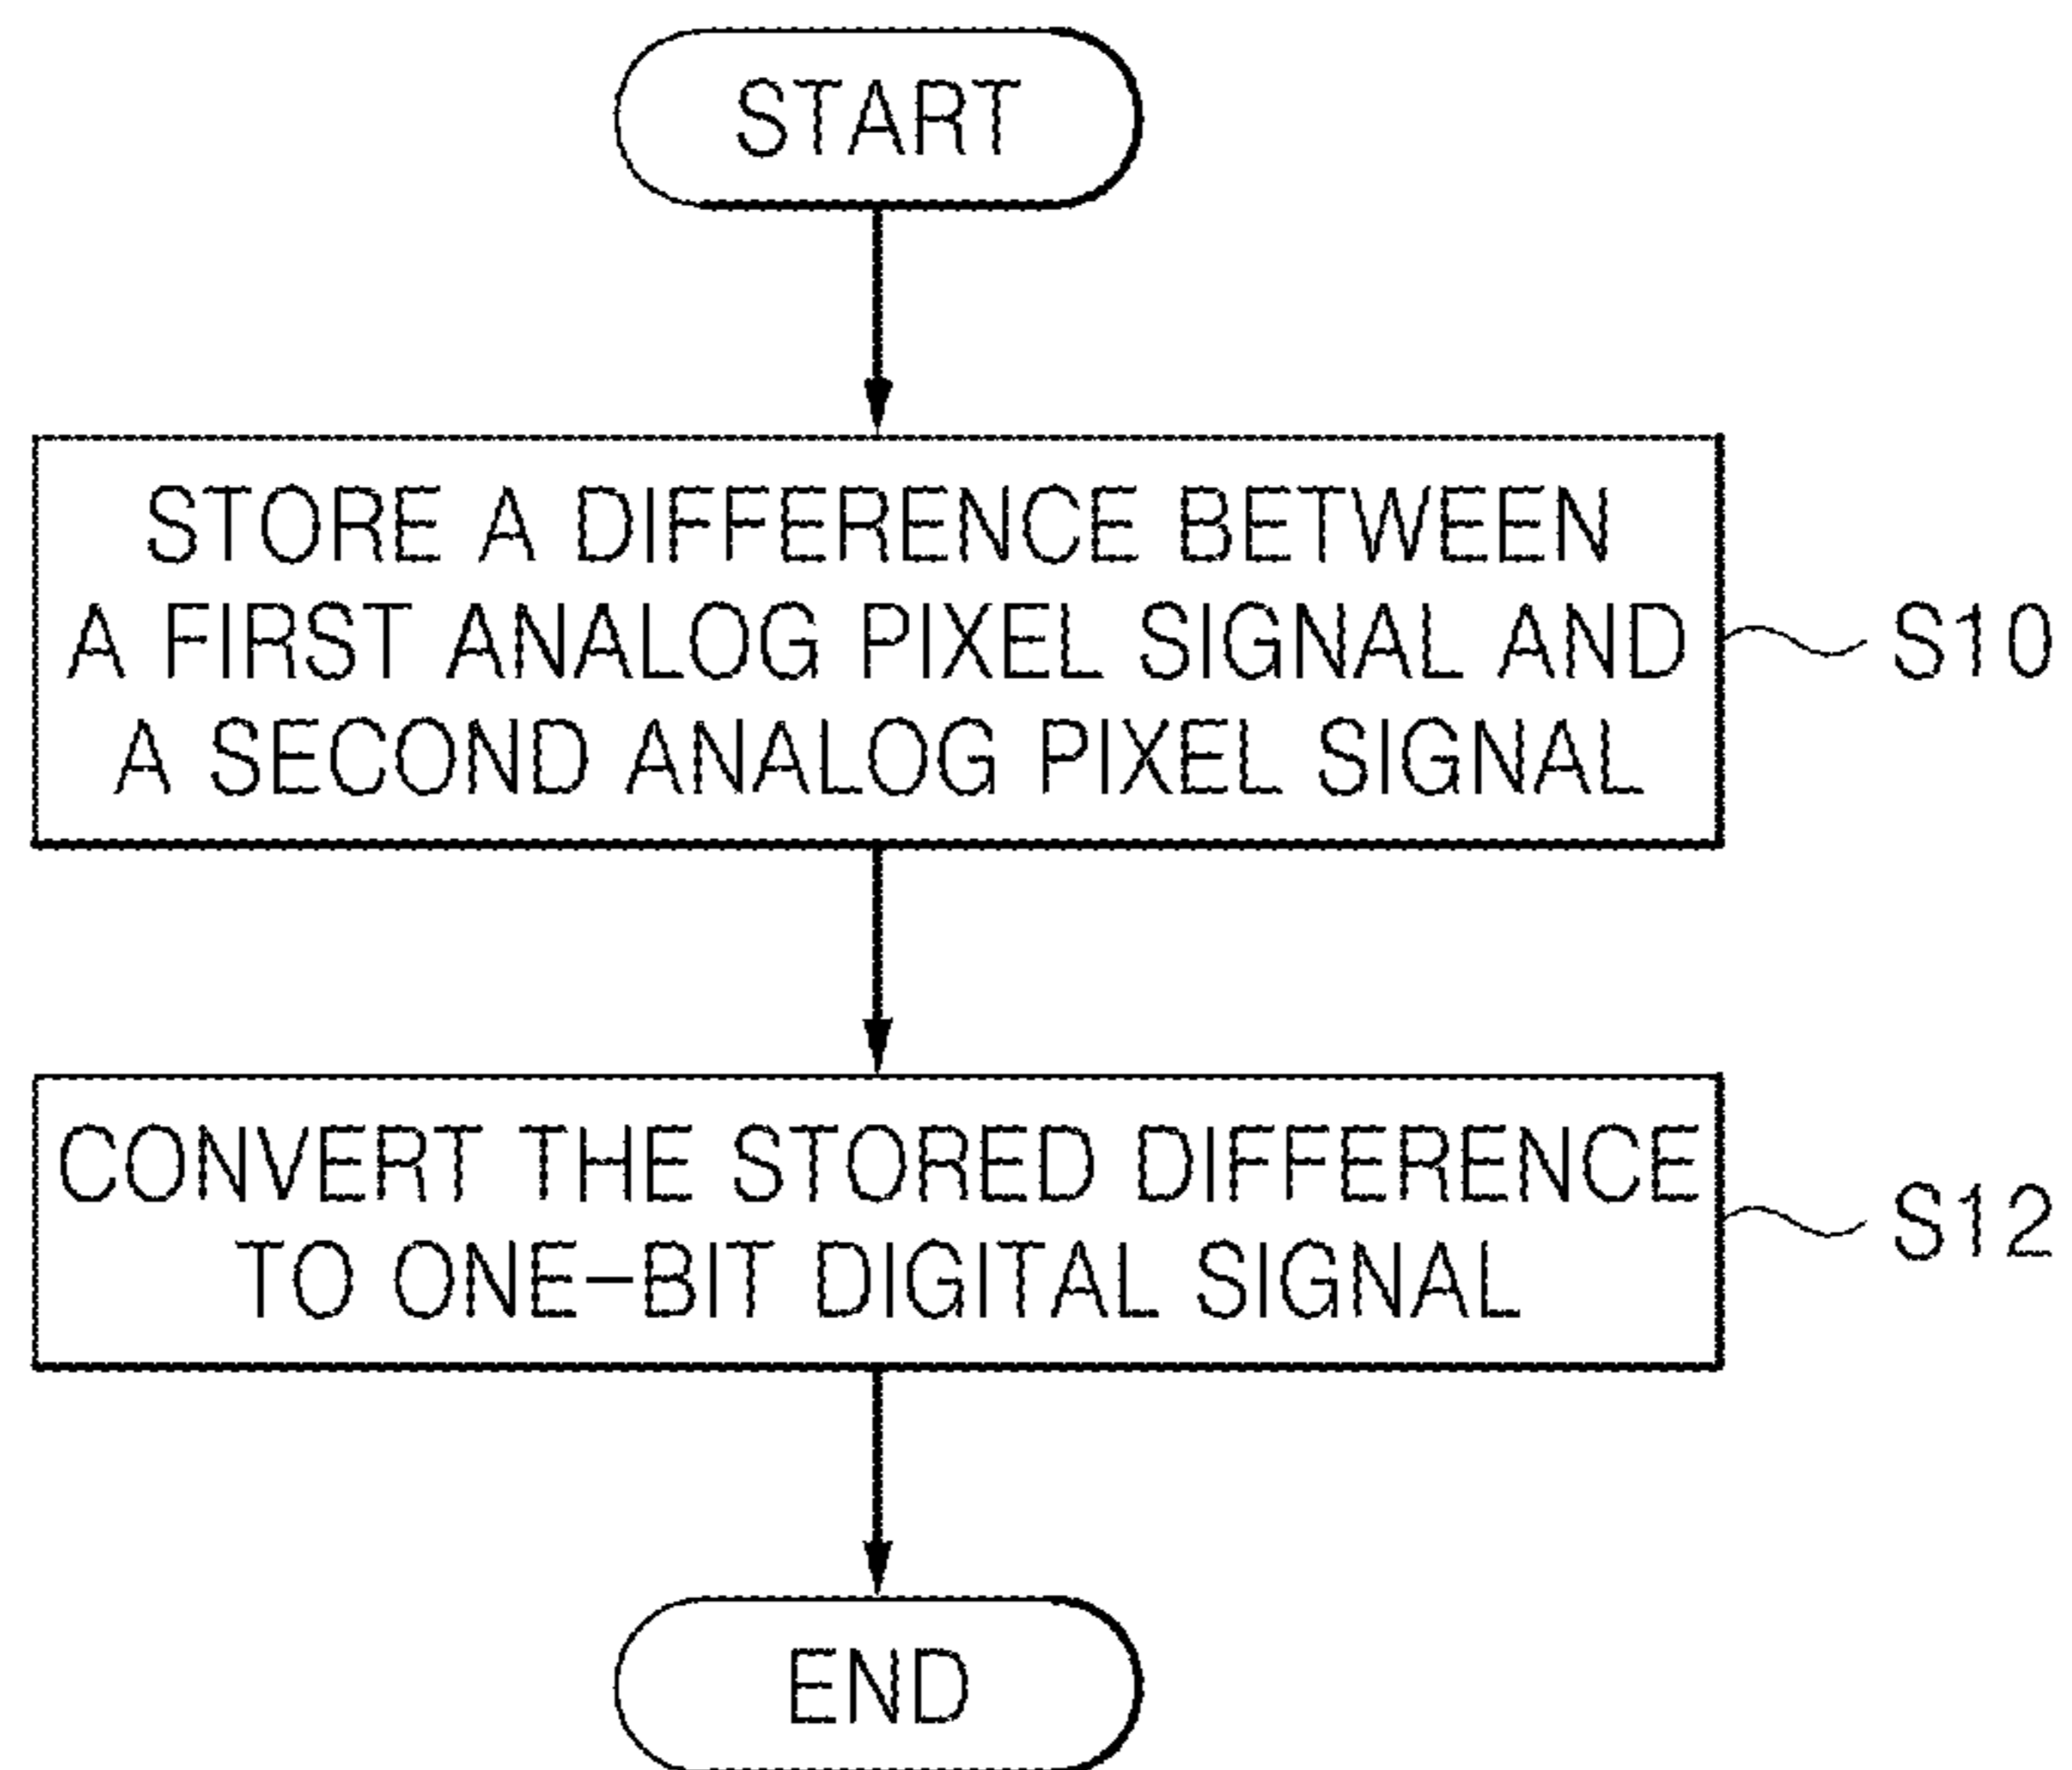 START
STORE A DIFFERENCE BETWEEN
A FIRST ANALOG PIXEL SIGNAL AND
A SECOND ANALOG PIXEL SIGNAL
S10
CONVERT THE STORED DIFFERENCE
TO ONE-BIT DIGITAL SIGNAL
S12
END